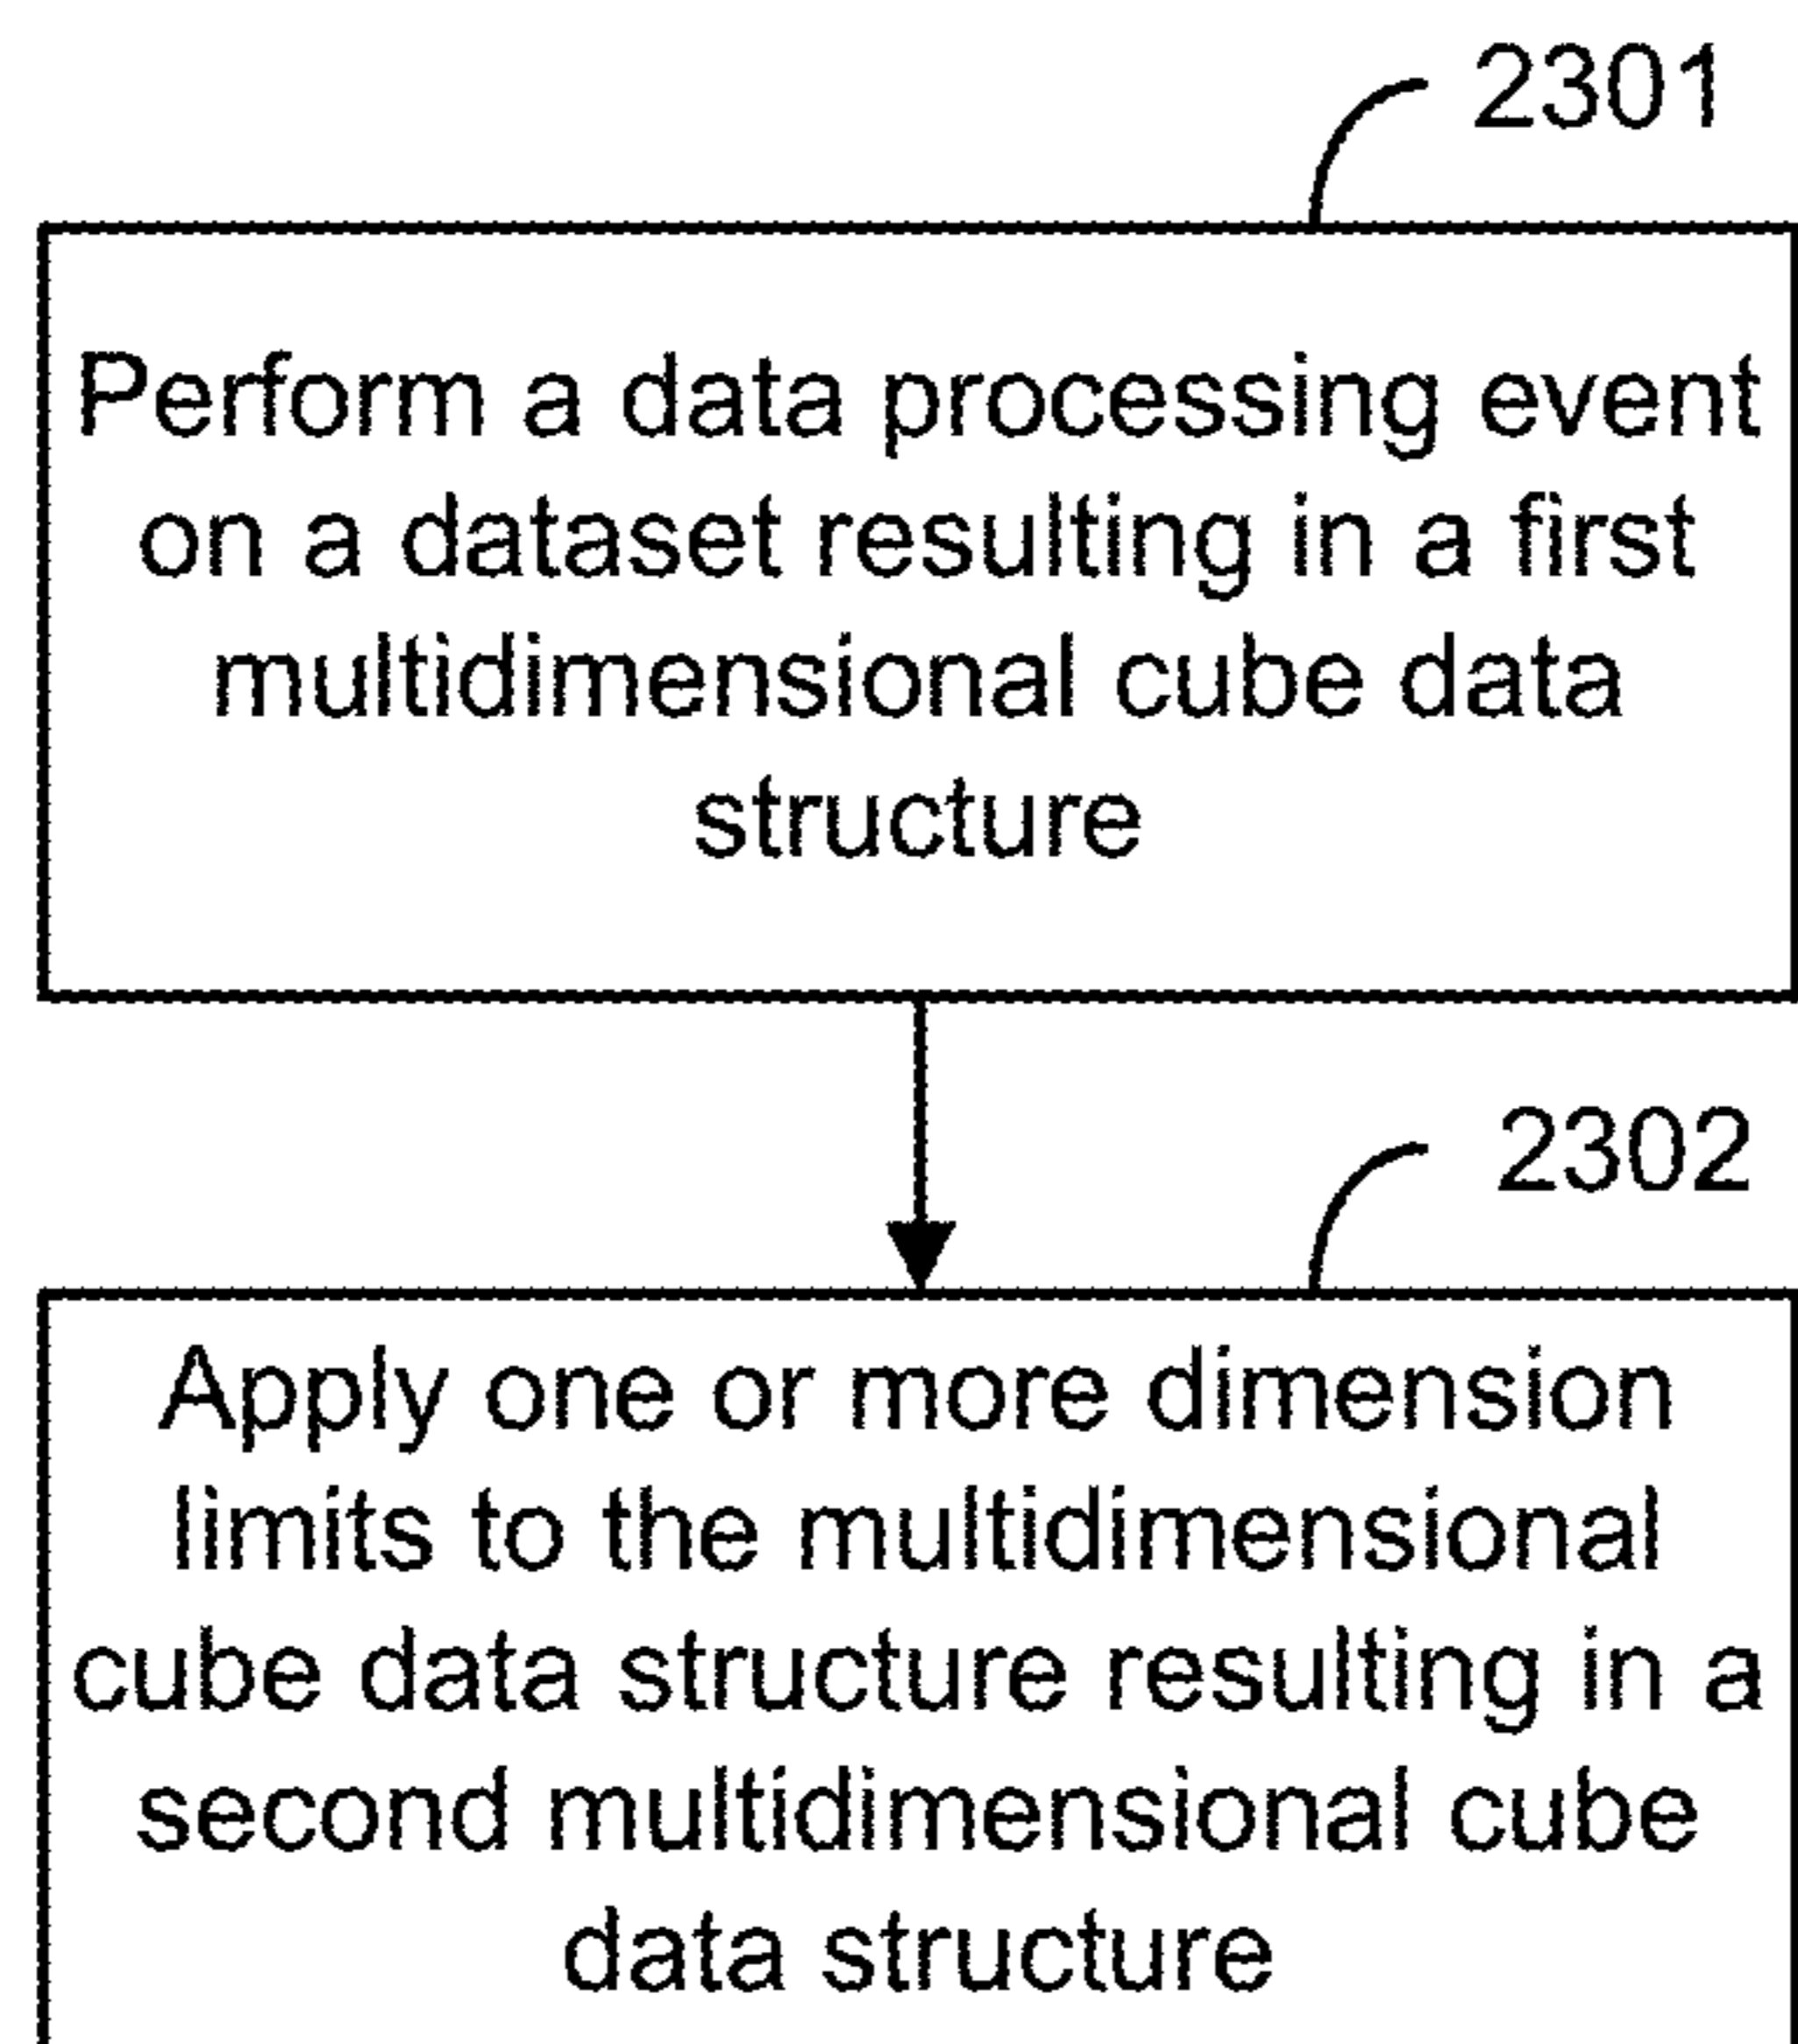 2301
Perform a data processing event
on a dataset resulting in a first
multidimensional cube data
structure
2302
Apply one or more dimension
limits to the multidimensional
cube data structure resulting in a
second multidimensional cube
data structure